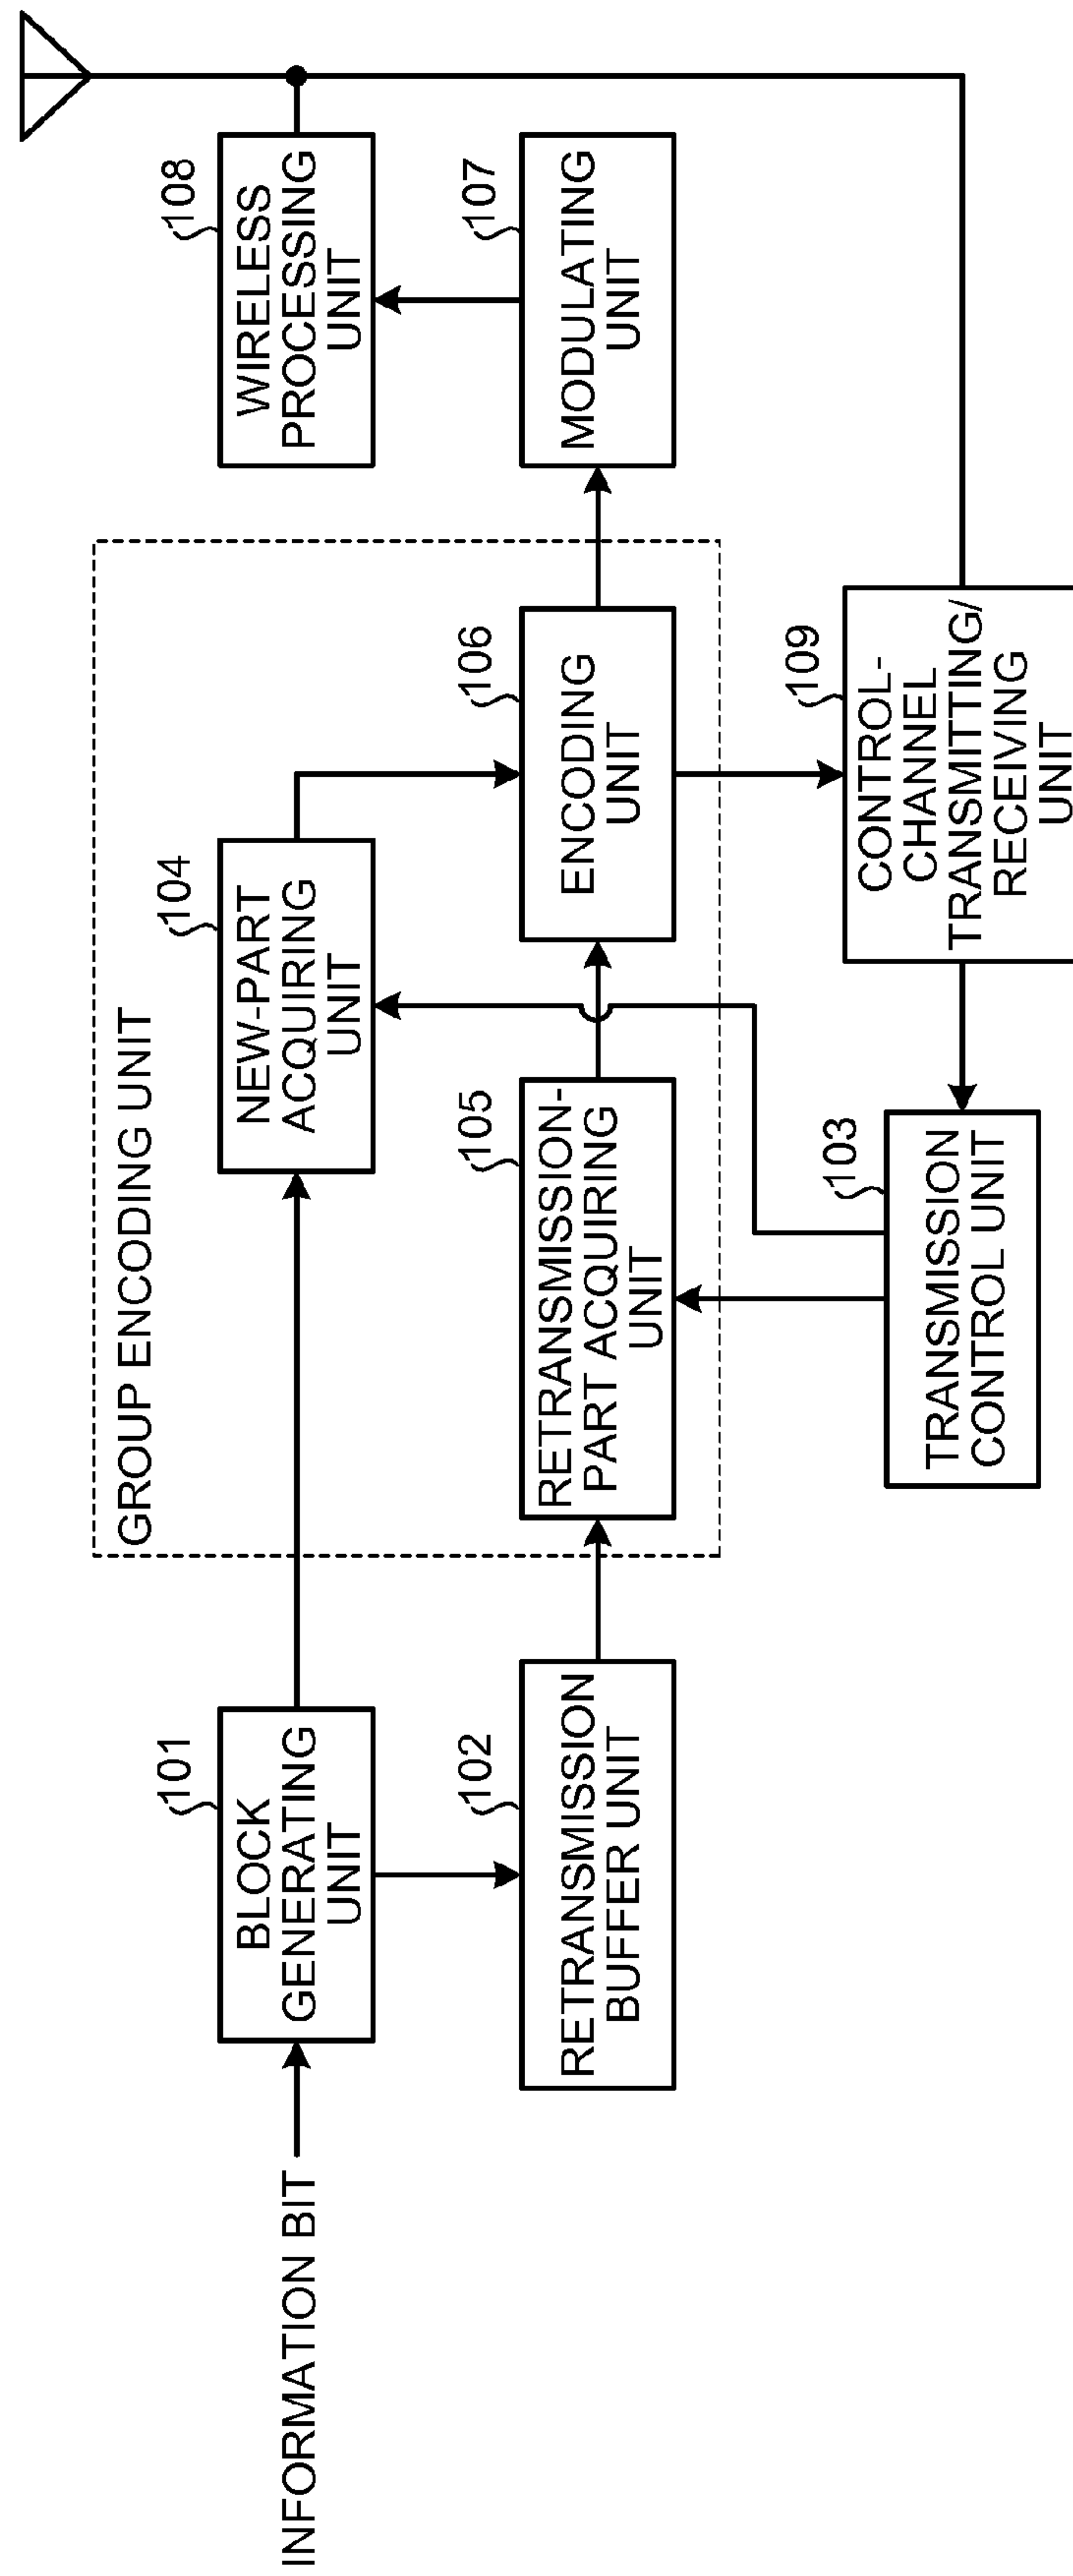 INFORMATION BIT
101
BLOCK
GENERATING
UNIT
102
RETRANSMISSION
BUFFER UNIT
GROUP ENCODING UNIT
104
NEW-PART
ACQUIRING
UNIT
105
RETRANSMISSION-
PART ACQUIRING
UNIT
106
ENCODING
UNIT
103
TRANSMISSION
CONTROL UNIT
109
CONTROL-
CHANNEL
TRANSMITTING/
RECEIVING
UNIT
108
WIRELESS
PROCESSING
UNIT
107
MODULATING
UNIT